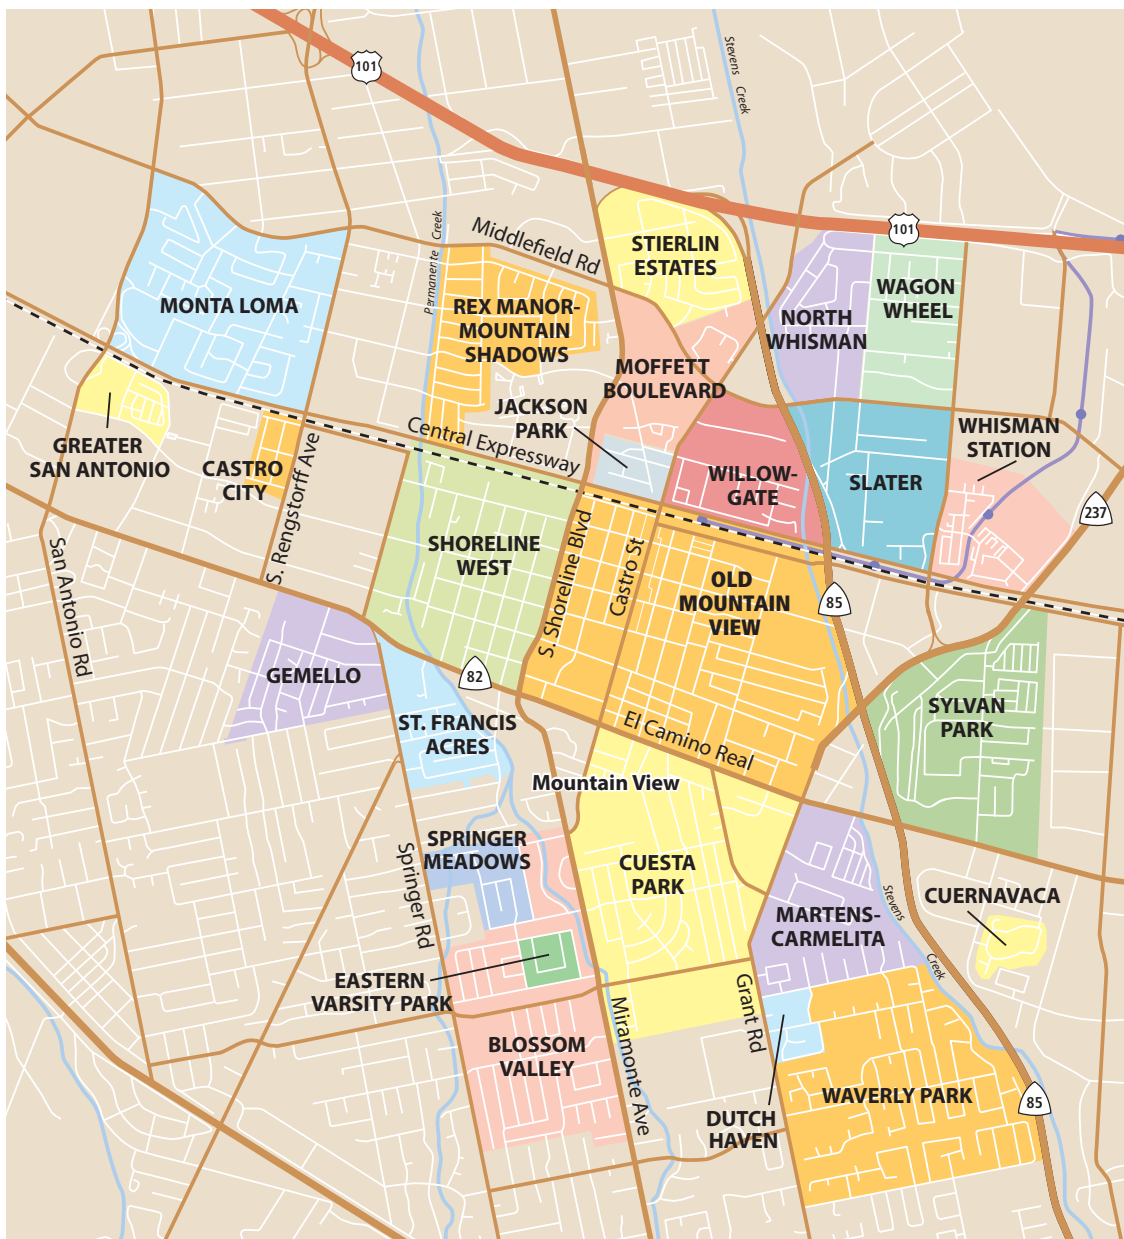 101
Stevens
Creek
Permanente
Creek
Middlefield Rd
STIERLIN
ESTATES
101
MONTA LOMA
REX MANOR-
MOUNTAIN
SHADOWS
NORTH
WHISMAN
WAGON
WHEEL
MOFFETT
BOULEVARD
JACKSON
PARK
GREATER
SAN ANTONIO
CASTRO
CITY
S. Rengstorff Ave
Central Expressway
WILLOW-
GATE
SLATER
WHISMAN
STATION
237
San Antonio Rd
SHORELINE
WEST
S. Shoreline Blvd
Castro St
OLD
MOUNTAIN
VIEW
85
GEMELLO
82
ST. FRANCIS
ACRES
El Camino Real
SYLVAN
PARK
Mountain View
SPRINGER
MEADOWS
Springer Rd
CUESTA
PARK
MARTENS-
CARMELITA
Stevens
Creek
CUERNAVACA
EASTERN
VARSITY PARK
BLOSSOM
VALLEY
Miramonte Ave
Grant Rd
DUTCH
HAVEN
WAVERLY PARK
85